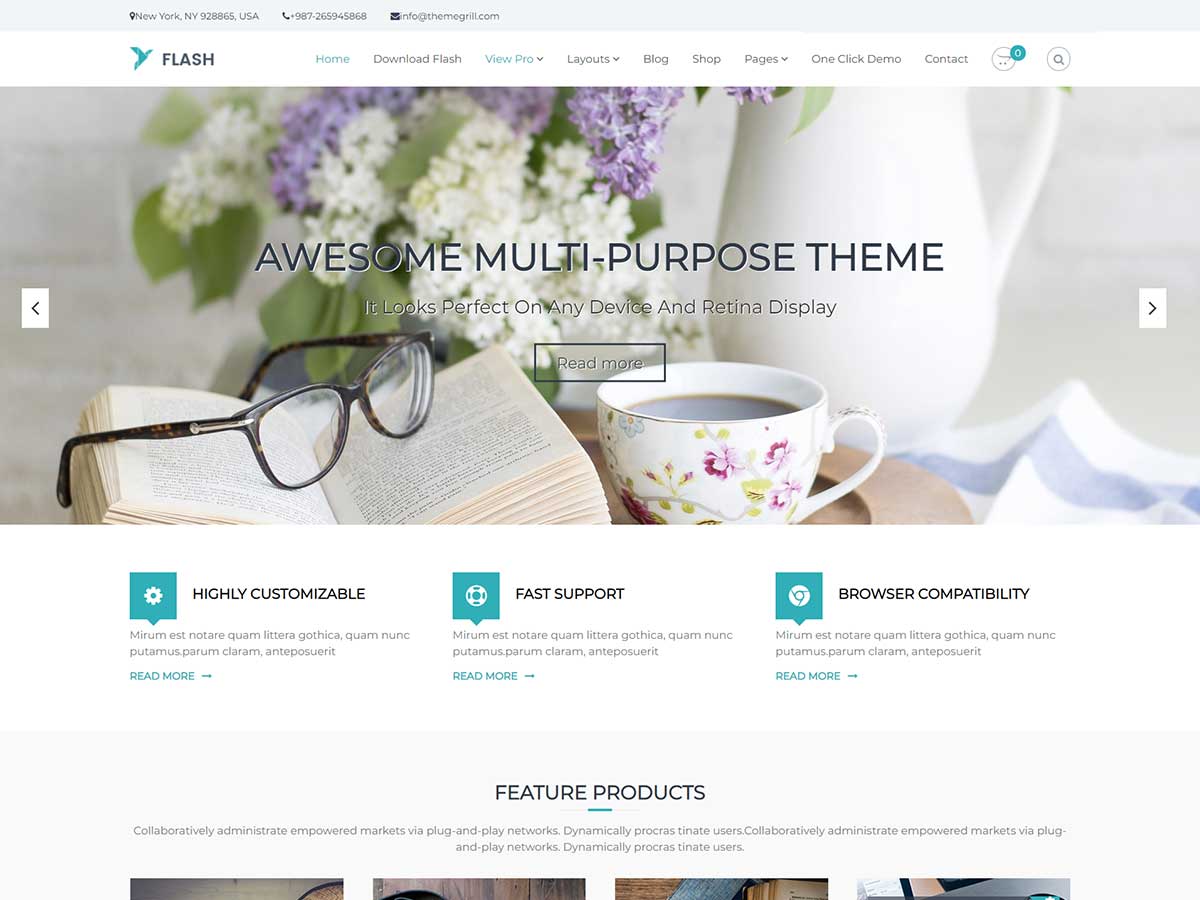 New York, NY 928865, USA +987-265945868 info@themegrill.com
FLASH Home Download Flash View Pro Layouts Blog Shop Pages One Click Demo Contact 0
AWESOME MULTI-PURPOSE THEME
It Looks Perfect On Any Device And Retina Display
Read more
HIGHLY CUSTOMIZABLE
Mirum est notare quam littera gothica, quam nunc
putamus.parum claram, anteposuerit
READ MORE
FAST SUPPORT
Mirum est notare quam littera gothica, quam nunc
putamus.parum claram, anteposuerit
READ MORE
BROWSER COMPATIBILITY
Mirum est notare quam littera gothica, quam nunc
putamus.parum claram, anteposuerit
READ MORE
FEATURE PRODUCTS
Collaboratively administrate empowered markets via plug-and-play networks. Dynamically procras tinate users.Collaboratively administrate empowered markets via plug-
and-play networks. Dynamically procras tinate users.